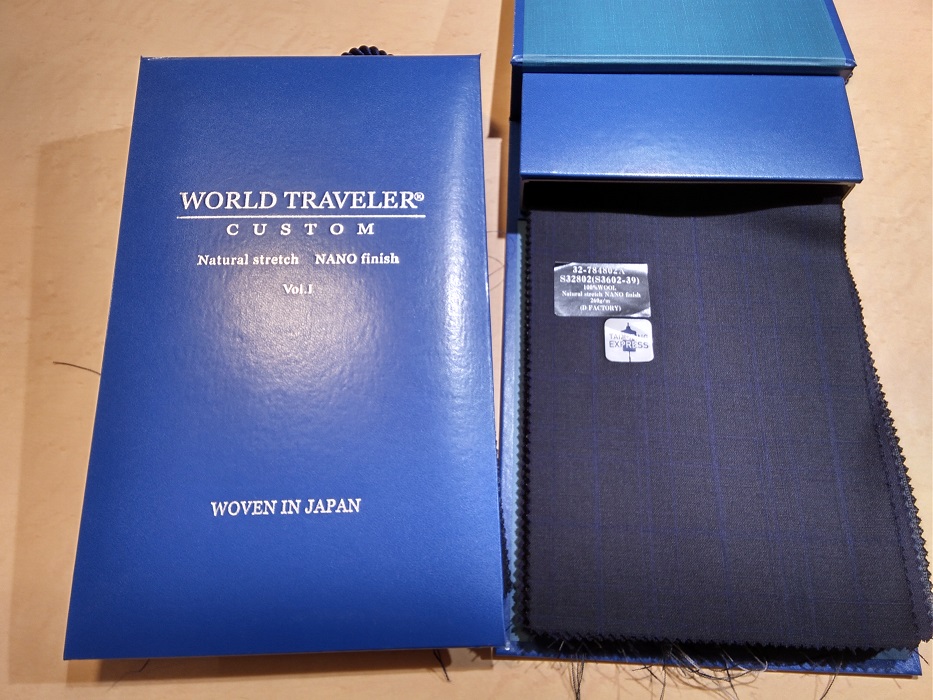 WORLD TRAVELER®
CUSTOM
Natural stretch NANO finish
Vol.1
WOVEN IN JAPAN
32-784802A
S32802(S3602-39)
100%WOOL
Natural stretch NANO finish
260g/m
(D FACTORY)
EXPRESS